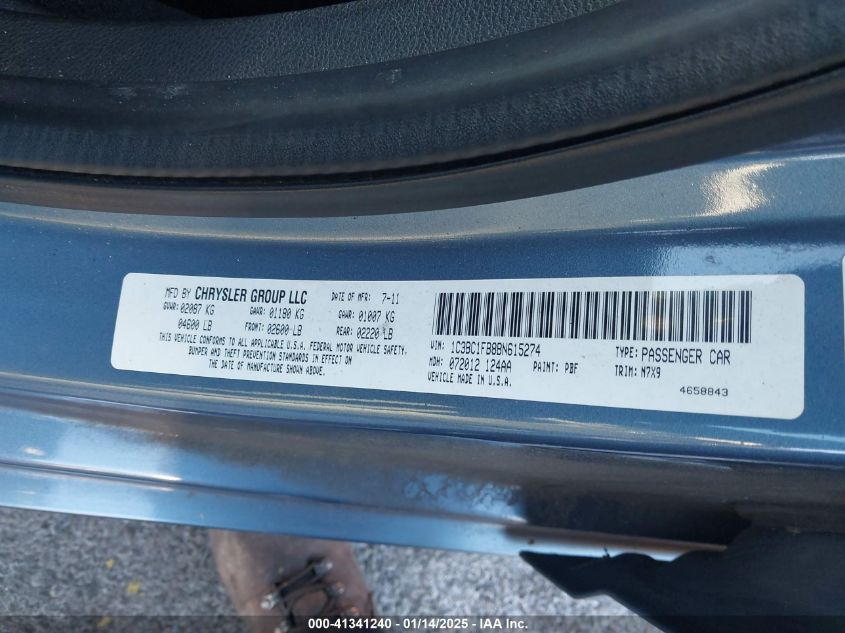 MFD BY CHRYSLER GROUP LLC DATE OF MFR: 7-11
GVWR: 02087 KG GAWR: 01180 KG GAWR: 01007 KG
04600 LB FRONT: 02600 LB REAR: 02220 LB
THIS VEHICLE CONFORMS TO ALL APPLICABLE U.S.A. FEDERAL MOTOR VEHICLE SAFETY,
BUMPER AND THEFT PREVENTION STANDARDS IN EFFECT ON
THE DATE OF MANUFACTURE SHOWN ABOVE.
VIN: 1C3BC1FB8BN615274 TYPE: PASSENGER CAR
MDH: 072012 124AA PAINT: PBF TRIM: N7X9
VEHICLE MADE IN U.S.A.
4658843
000-41341240 - 01/14/2025 - IAA